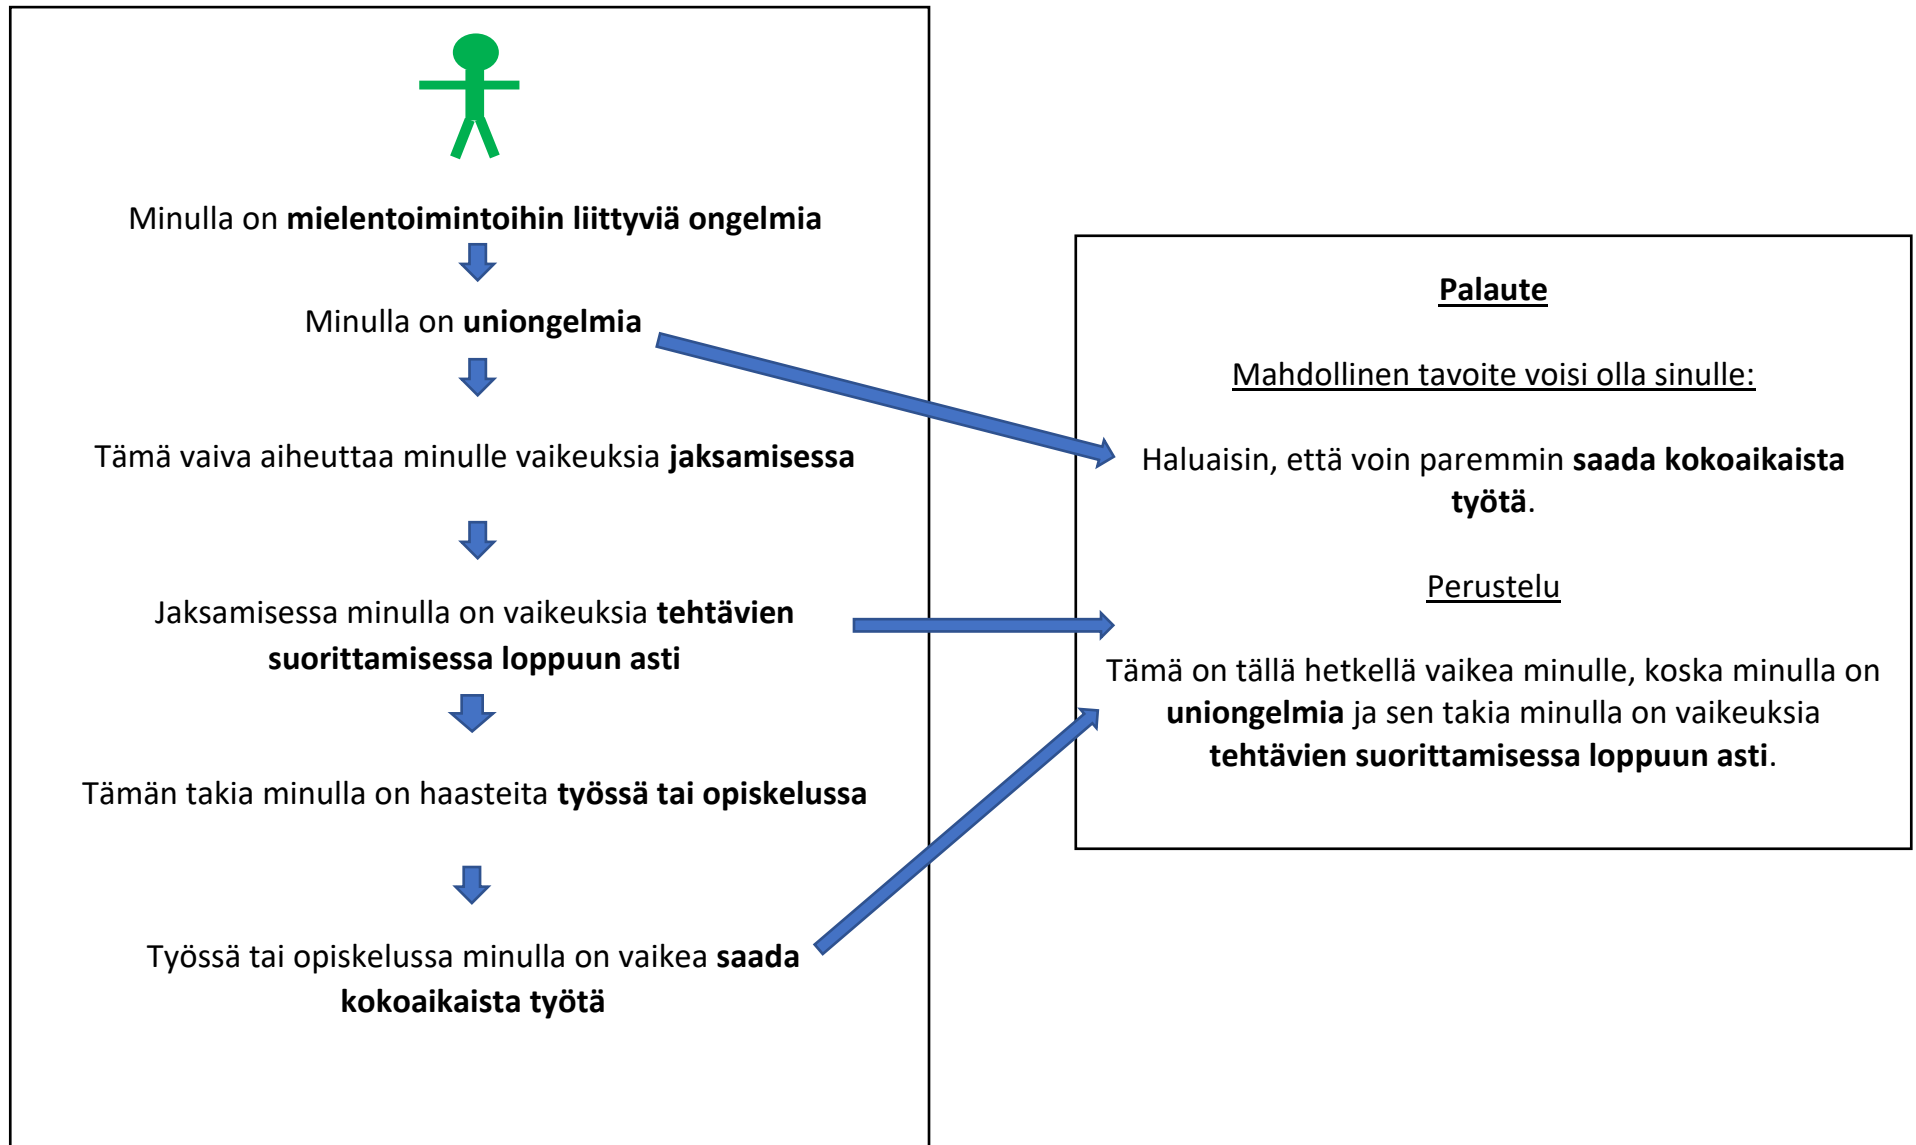 Minulla on mielentoimintoihin liittyviä ongelmia
Minulla on uniongelmia
Tämä vaiva aiheuttaa minulle vaikeuksia jaksamisessa
Jaksamisessa minulla on vaikeuksia tehtävien
suorittamisessa loppuun asti
Tämän takia minulla on haasteita työssä tai opiskelussa
Työssä tai opiskelussa minulla on vaikea saada
kokoaikaista työtä
Palaute
Mahdollinen tavoite voisi olla sinulle:
Haluaisin, että voin paremmin saada kokoaikaista
työtä.
Perustelu
Tämä on tällä hetkellä vaikea minulle, koska minulla on
uniongelmia ja sen takia minulla on vaikeuksia
tehtävien suorittamisessa loppuun asti.